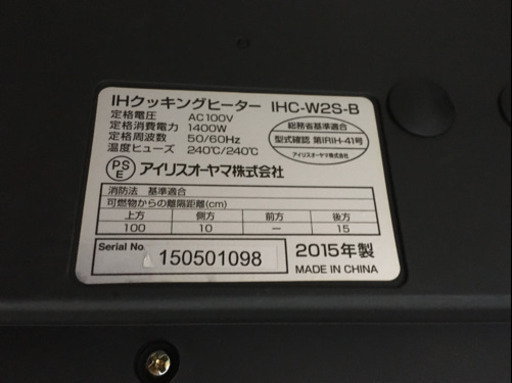 IHクッキングヒーター IHC-W2S-B
定格電圧 AC100V
定格消費電力 1400W
定格周波数 50/60Hz
温度ヒューズ 240℃/240℃
総務省基準適合
型式確認 第IRIH-41号
アイリスオーヤマ株式会社
PSE アイリスオーヤマ株式会社
消防法 基準適合
可燃物からの離隔距離(cm)
上方 側方 前方 後方
100 10 ー 15
Serial No. 150501098
2015年製
MADE IN CHINA